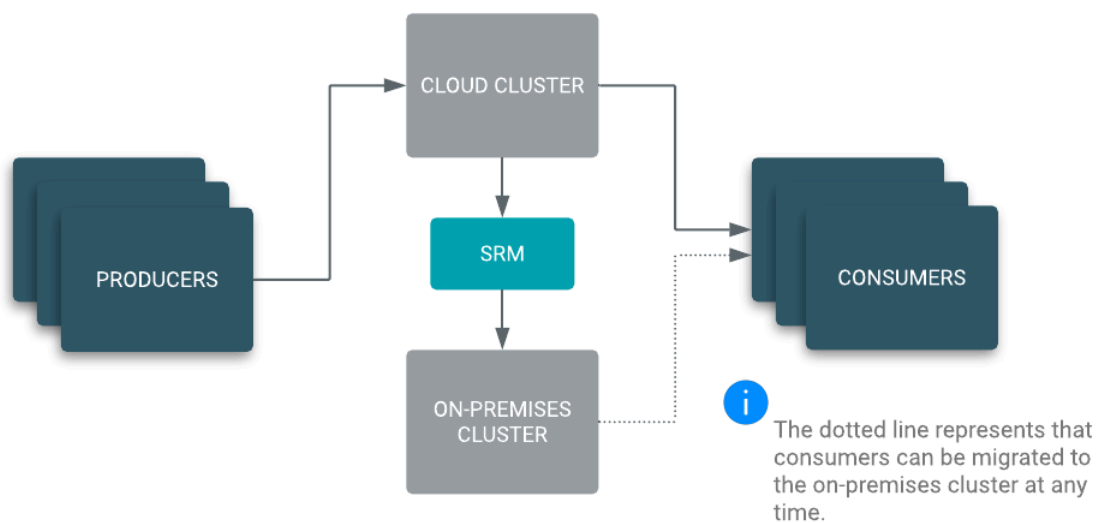 CLOUD CLUSTER
SRM
PRODUCERS
CONSUMERS
ON-PREMISES
CLUSTER
i
The dotted line represents that
consumers can be migrated to
the on-premises cluster at any
time.